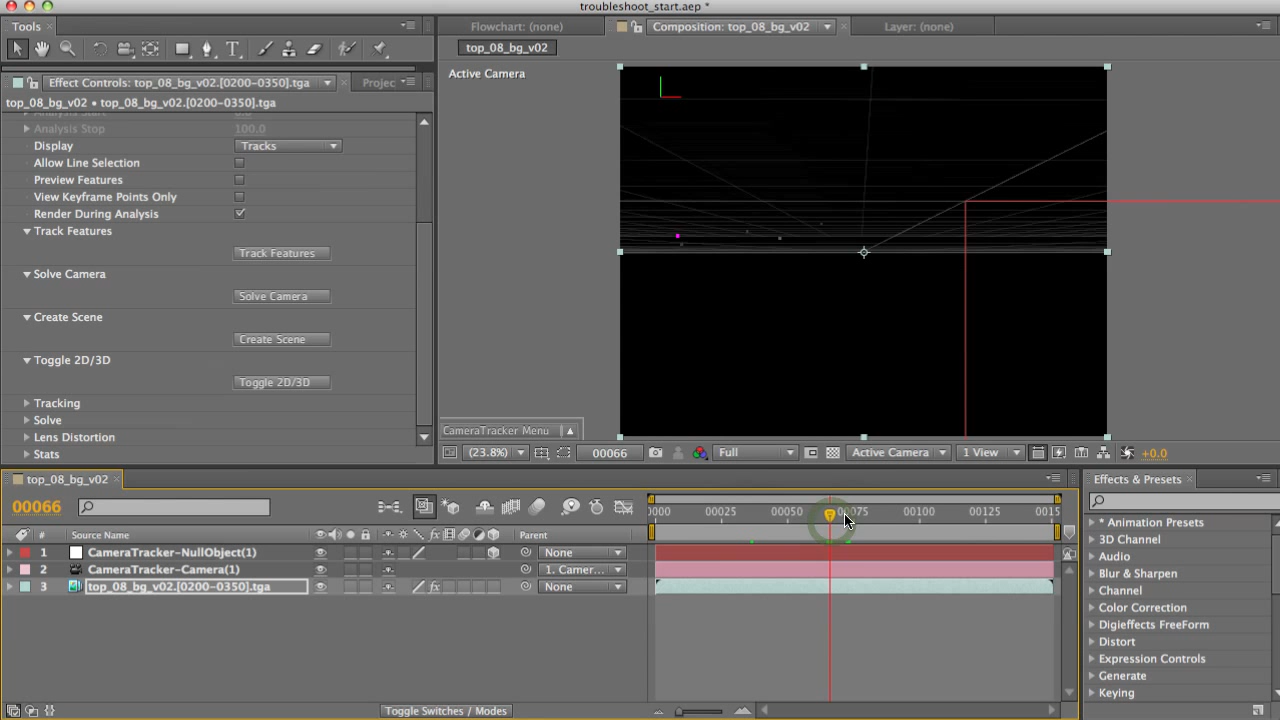 troubleshoot_start.aep *
Tools
Flowchart: (none)
Composition: top_08_bg_v02
Layer: (none)
top_08_bg_v02
Effect Controls: top_08_bg_v02.[0200-0350].tga
Projec
Active Camera
top_08_bg_v02 • top_08_bg_v02.[0200-0350].tga
Analysis Stop 100.0
Display Tracks
Allow Line Selection
Preview Features
View Keyframe Points Only
Render During Analysis
Track Features
Track Features
Solve Camera
Solve Camera
Create Scene
Create Scene
Toggle 2D/3D
Toggle 2D/3D
Tracking
Solve
Lens Distortion
Stats
CameraTracker Menu
(23.8%)
00066
Full
Active Camera
1 View
+0.0
top_08_bg_v02
Effects & Presets
00066
0000 00025 00050 00075 00100 00125 0015
Source Name
Parent
1 CameraTracker-NullObject(1) None
2 CameraTracker-Camera(1) 1. Camer...
3 top_08_bg_v02.[0200-0350].tga None
* Animation Presets
3D Channel
Audio
Blur & Sharpen
Channel
Color Correction
Digieffects FreeForm
Distort
Expression Controls
Generate
Keying
Toggle Switches / Modes